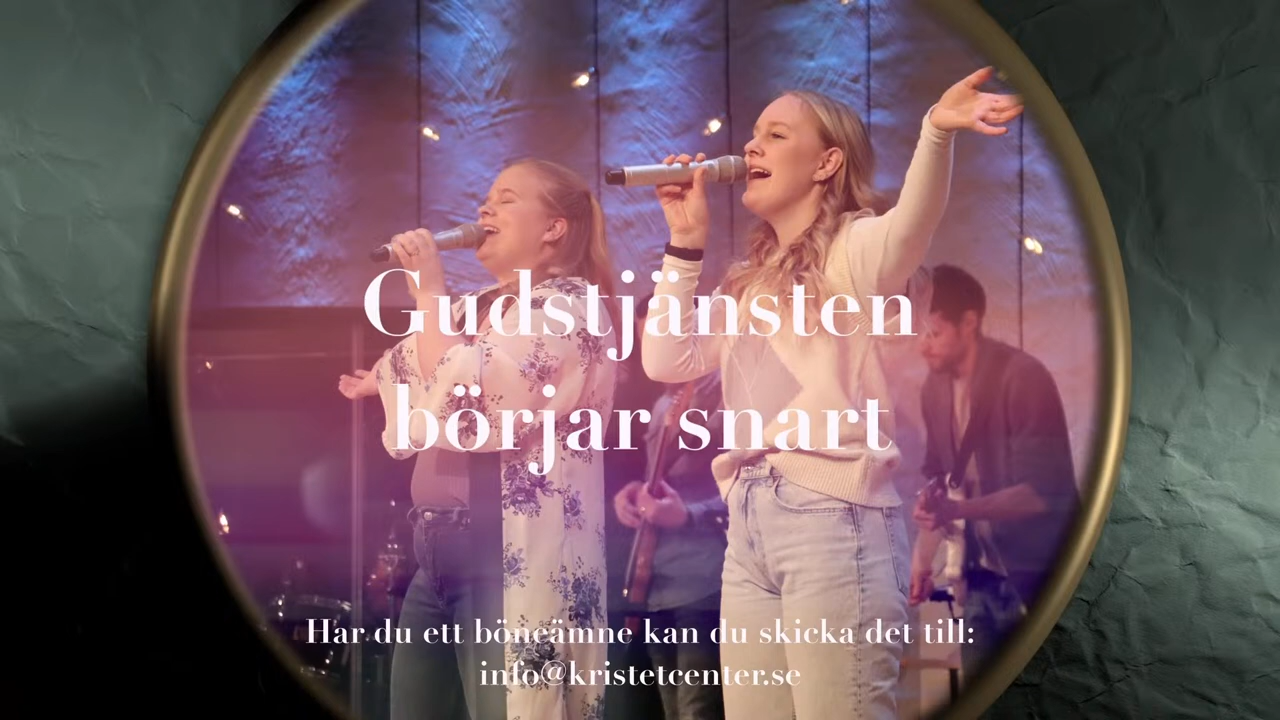 Gudstjänsten
börjar snart
Har du ett böneämne kan du skicka det till:
info@kristetcenter.se